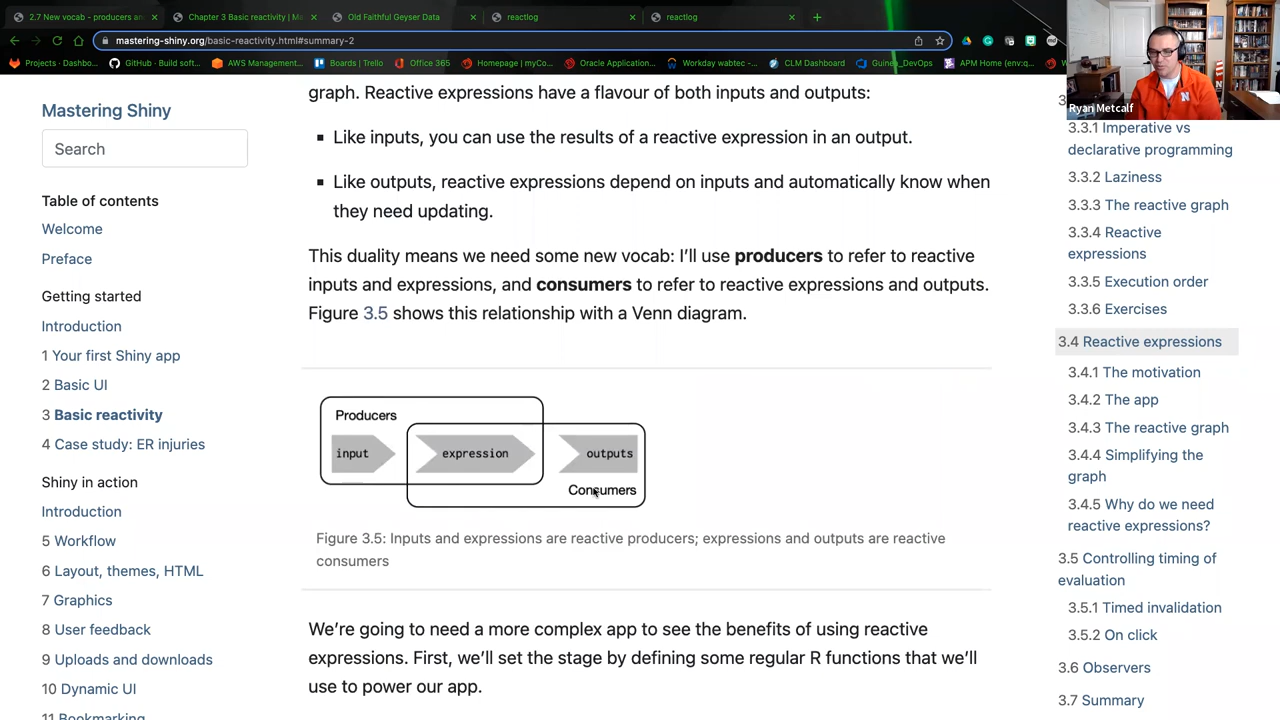 2.7 New vocab - producers an
Chapter 3 Basic reactivity | Ma
Old Faithful Geyser Data
reactlog
reactlog
mastering-shiny.org/basic-reactivity.html#summary-2
Projects · Dashbo...
GitHub · Build soft...
AWS Management...
Boards | Trello
Office 365
Homepage | myCo...
Oracle Application...
Workday wabtec -...
CLM Dashboard
Guinea_DevOps
APM Home (env:q...
Ryan Metcalf
Mastering Shiny
Search
Table of contents
Welcome
Preface
Getting started
Introduction
1 Your first Shiny app
2 Basic UI
3 Basic reactivity
4 Case study: ER injuries
Shiny in action
Introduction
5 Workflow
6 Layout, themes, HTML
7 Graphics
8 User feedback
9 Uploads and downloads
10 Dynamic UI
11 Bookmarking
graph. Reactive expressions have a flavour of both inputs and outputs:
▪ Like inputs, you can use the results of a reactive expression in an output.
▪ Like outputs, reactive expressions depend on inputs and automatically know when
they need updating.
This duality means we need some new vocab: I'll use producers to refer to reactive
inputs and expressions, and consumers to refer to reactive expressions and outputs.
Figure 3.5 shows this relationship with a Venn diagram.
Producers
input
expression
outputs
Consumers
Figure 3.5: Inputs and expressions are reactive producers; expressions and outputs are reactive
consumers
We're going to need a more complex app to see the benefits of using reactive
expressions. First, we'll set the stage by defining some regular R functions that we'll
use to power our app.
3.3.1 Imperative vs
declarative programming
3.3.2 Laziness
3.3.3 The reactive graph
3.3.4 Reactive
expressions
3.3.5 Execution order
3.3.6 Exercises
3.4 Reactive expressions
3.4.1 The motivation
3.4.2 The app
3.4.3 The reactive graph
3.4.4 Simplifying the
graph
3.4.5 Why do we need
reactive expressions?
3.5 Controlling timing of
evaluation
3.5.1 Timed invalidation
3.5.2 On click
3.6 Observers
3.7 Summary